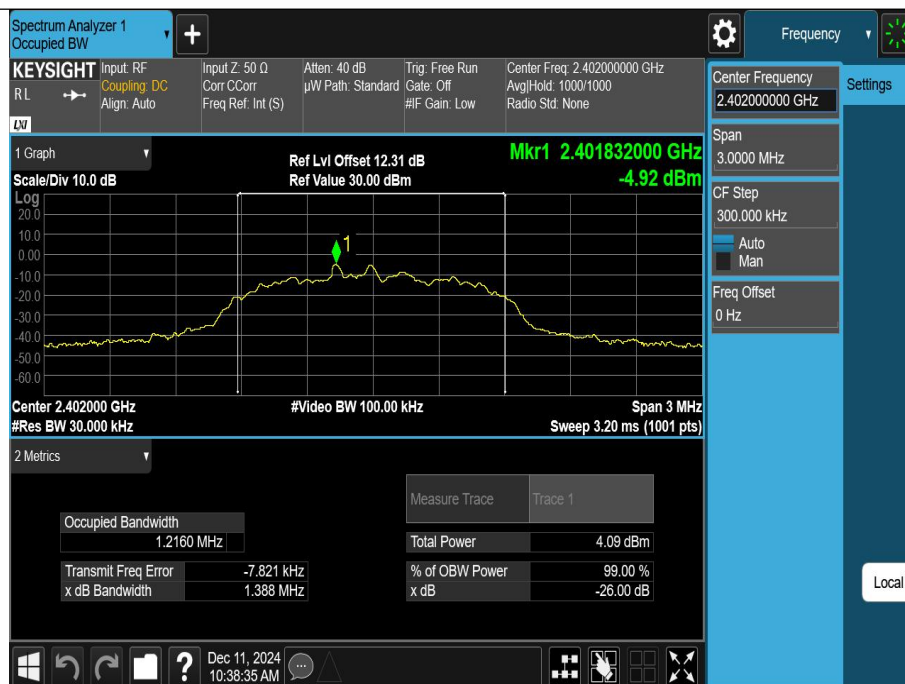 Spectrum Analyzer 1
Occupied BW
+
Frequency
KEYSIGHT
RL
LXI
Input: RF
Coupling: DC
Align: Auto
Input Z: 50 Ω
Corr CCorr
Freq Ref: Int (S)
Atten: 40 dB
µW Path: Standard
Trig: Free Run
Gate: Off
#IF Gain: Low
Center Freq: 2.402000000 GHz
Avg|Hold: 1000/1000
Radio Std: None
Center Frequency
2.402000000 GHz
Settings
Span
3.0000 MHz
CF Step
300.000 kHz
Auto
Man
Freq Offset
0 Hz
Local
1 Graph
Scale/Div 10.0 dB
Ref Lvl Offset 12.31 dB
Ref Value 30.00 dBm
Mkr1 2.401832000 GHz
-4.92 dBm
Log
20.0
10.0
0.00
-10.0
-20.0
-30.0
-40.0
-50.0
-60.0
1
Center 2.402000 GHz
#Res BW 30.000 kHz
#Video BW 100.00 kHz
Span 3 MHz
Sweep 3.20 ms (1001 pts)
2 Metrics
Measure Trace Trace 1
Occupied Bandwidth
1.2160 MHz
Total Power 4.09 dBm
Transmit Freq Error -7.821 kHz
% of OBW Power 99.00 %
x dB Bandwidth 1.388 MHz
x dB -26.00 dB
?
Dec 11, 2024
10:38:35 AM